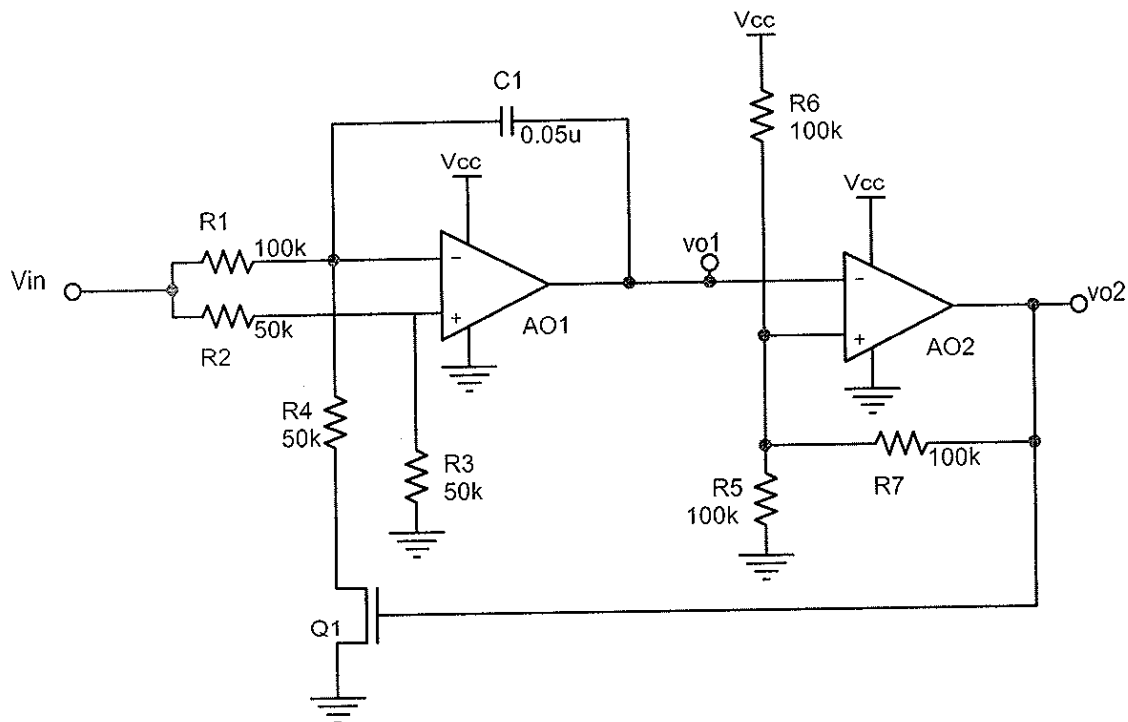 Vcc
C1
R6
100k
0.05u
Vcc
Vcc
R1
100k
vo1
Vin
−
−
vo2
50k
+
AO1
+
AO2
R2
R4
50k
R3
50k
R5
100k
100k
R7
Q1